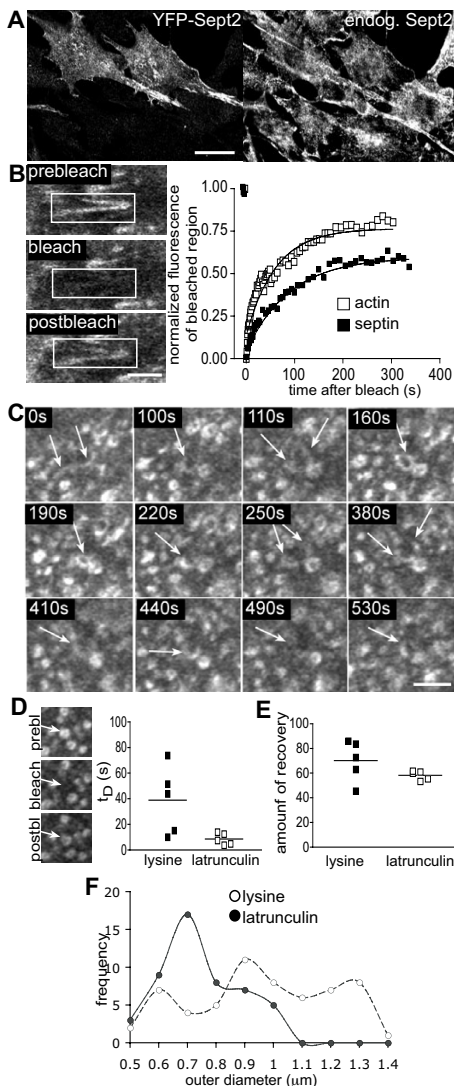 A
YFP-Sept2
endog. Sept2
B
prebleach
bleach
postbleach
normalized fluorescence
of bleached region
1.00
0.75
0.50
0.25
0.00
0 100 200 300 400
time after bleach (s)
actin
septin
C
0s
100s
110s
160s
190s
220s
250s
380s
410s
440s
490s
530s
D
prebl
bleach
postbl
tD (s)
100
80
60
40
20
0
lysine latrunculin
E
amounf of recovery
100
80
60
40
20
0
lysine latrunculin
F
lysine
latrunculin
frequency
20
15
10
5
0
0.5 0.6 0.7 0.8 0.9 1 1.1 1.2 1.3 1.4
outer diameter (μm)